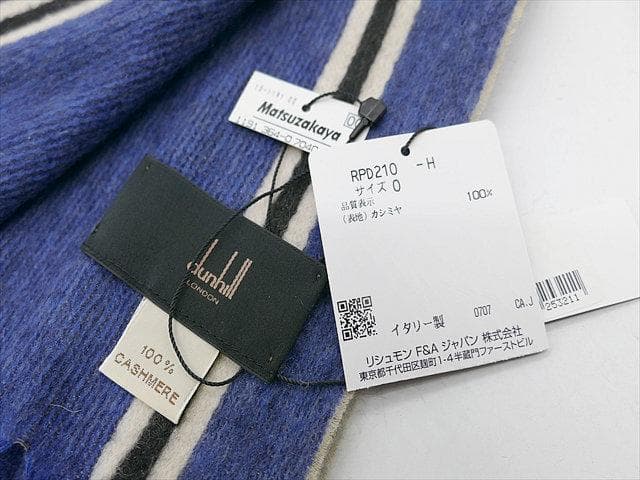 Matsuzakaya
RPD210 -H
サイズ 0
品質表示 100%
(表地) カシミヤ
イタリー製 0707 CA.J
リシュモン F&A ジャパン 株式会社
東京都千代田区麹町1-4半蔵門ファーストビル
253211
dunhill
LONDON
100%
CASHMERE